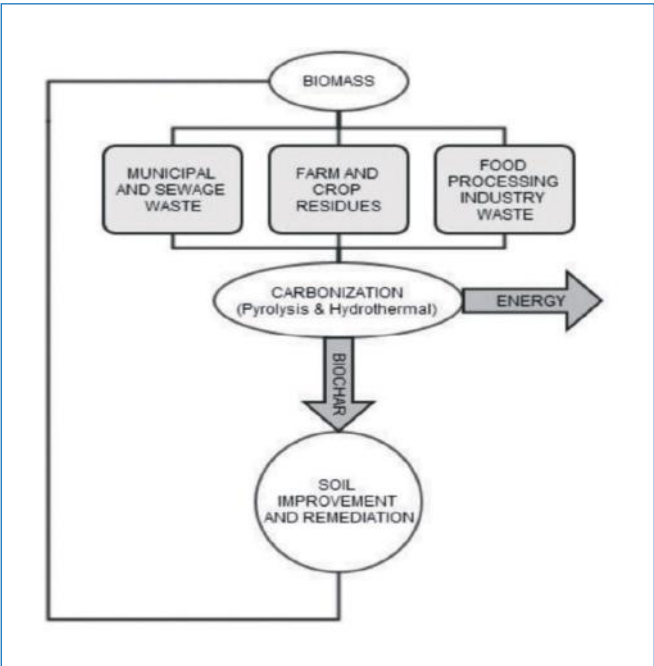 BIOMASS
MUNICIPAL
AND SEWAGE
WASTE
FARM AND
CROP
RESIDUES
FOOD
PROCESSING
INDUSTRY
WASTE
CARBONIZATION
(Pyrolysis & Hydrothermal)
ENERGY
BIOCHAR
SOIL
IMPROVEMENT
AND REMEDIATION